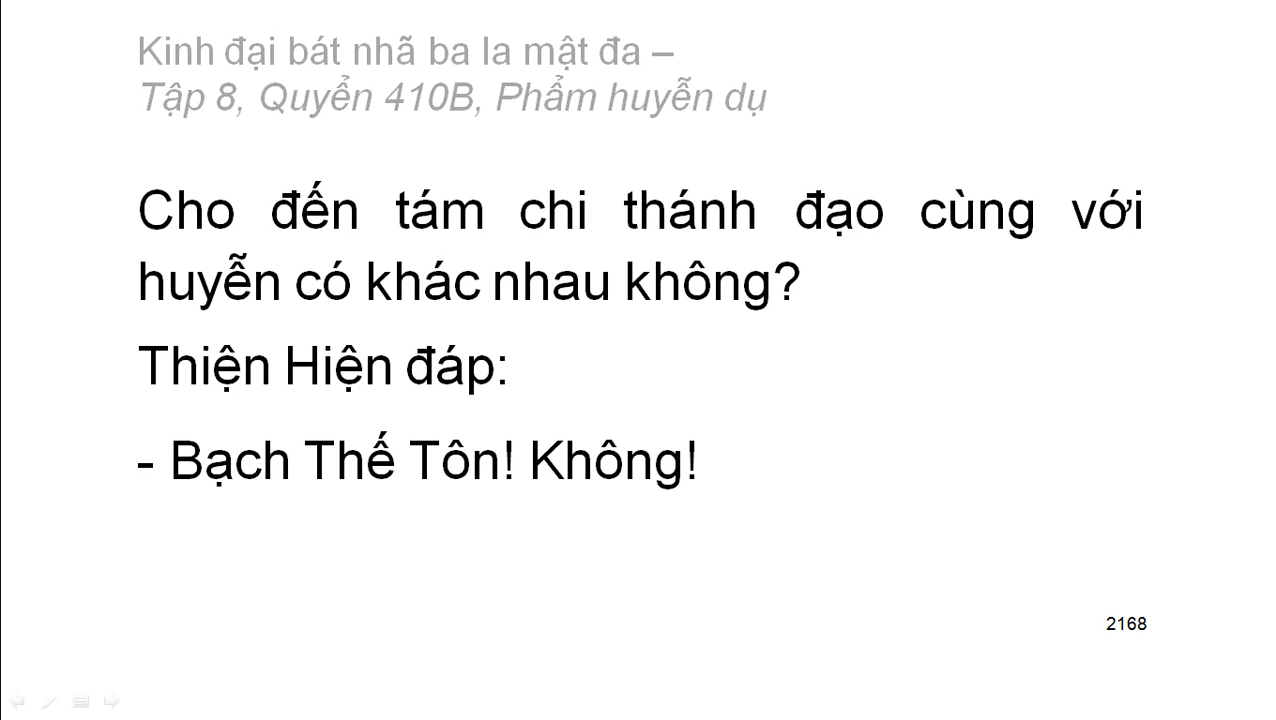 Kinh đại bát nhã ba la mật đa –
Tập 8, Quyển 410B, Phẩm huyễn dụ
Cho đến tám chi thánh đạo cùng với
huyễn có khác nhau không?
Thiện Hiện đáp:
- Bạch Thế Tôn! Không!
2168